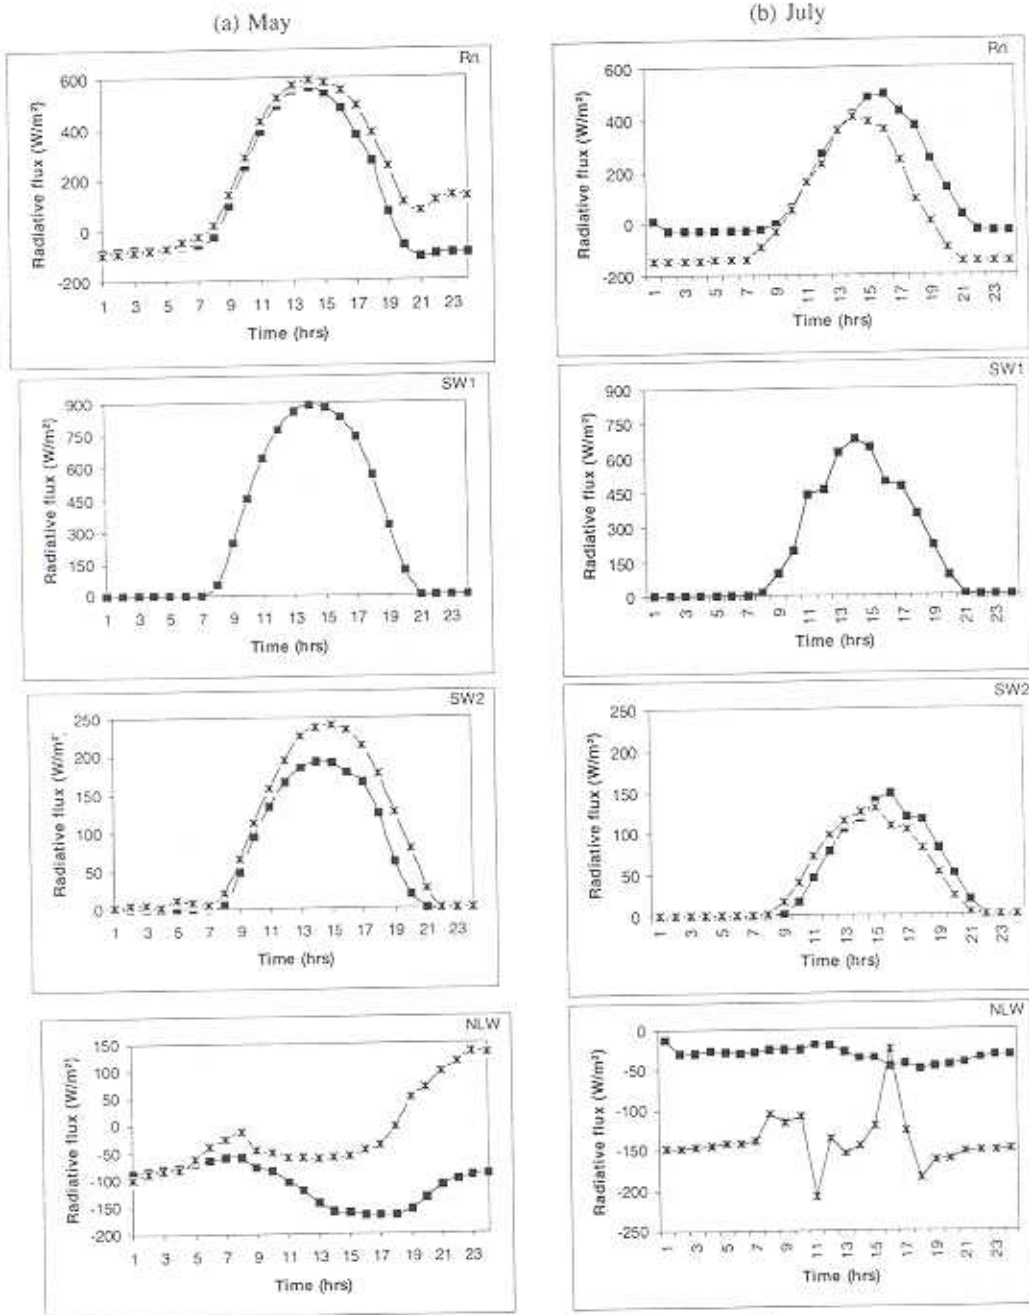 (a) May
(b) July
Rn
Radiative flux (W/m²)
600
400
200
0
-200
1 3 5 7 9 11 13 15 17 19 21 23
Time (hrs)
Rn
Radiative flux (W/m²)
600
400
200
0
-200
1 3 5 7 9 11 13 15 17 19 21 23
Time (hrs)
SW1
Radiative flux (W/m²)
900
750
600
450
300
150
0
1 3 5 7 9 11 13 15 17 19 21 23
Time (hrs)
SW1
Radiative flux (W/m²)
900
750
600
450
300
150
0
1 3 5 7 9 11 13 15 17 19 21 23
Time (hrs)
SW2
Radiative flux (W/m²)
250
200
150
100
50
0
1 3 5 7 9 11 13 15 17 19 21 23
Time (hrs)
SW2
Radiative flux (W/m²)
250
200
150
100
50
0
1 3 5 7 9 11 13 15 17 19 21 23
Time (hrs)
NLW
Radiative flux (W/m²)
150
100
50
0
-50
-100
-150
-200
1 3 5 7 9 11 13 15 17 19 21 23
Time (hrs)
NLW
Radiative flux (W/m²)
0
-50
-100
-150
-200
-250
1 3 5 7 9 11 13 15 17 19 21 23
Time (hrs)